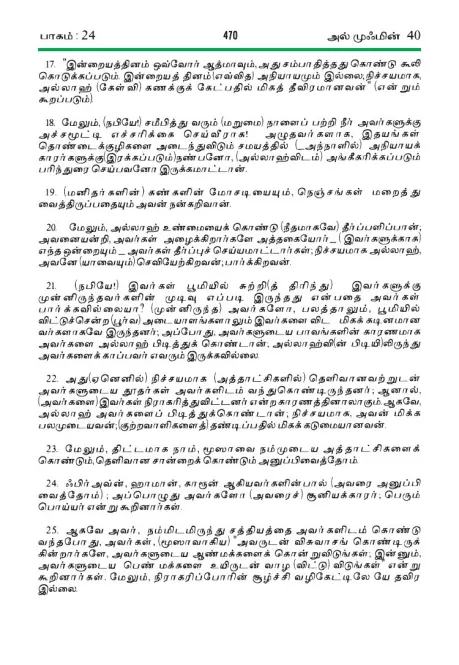 பாகம் : 24 470 அல் முஃமின் 40
17. "இன்றையத்தினம் ஒவ்வோர் ஆத்மாவும், அது சம்பாதித்தது கொண்டு கூலி
கொடுக்கப்படும். இன்றையத் தினம் (எவ்வித) அநியாயமும் இல்லை; நிச்சயமாக,
அல்லாஹ் (கேள்வி) கணக்குக் கேட்பதில் மிகத் தீவிரமானவன்" (என்றும்
கூறப்படும்).
18. மேலும், (நபியே!) சமீபித்து வரும் (மறுமை) நாளைப் பற்றி நீர் அவர்களுக்கு
அச்சமூட்டி எச்சரிக்கை செய்வீராக! அழுதவர்களாக, இதயங்கள்
தொண்டைக்குழிகளை அடைந்துவிடும் சமயத்தில் (_அந்நாளில்) அநியாயக்
காரர்களுக்கு (இரக்கப்படும்) நண்பனோ, (அல்லாஹ்விடம்) அங்கீகரிக்கப்படும்
பரிந்துரை செய்பவனோ இருக்கமாட்டான்.
19. (மனிதர்களின்) கண்களின் மோசடியையும், நெஞ்சங்கள் மறைத்து
வைத்திருப்பதையும் அவன் நன்கறிவான்.
20. மேலும், அல்லாஹ் உண்மையைக் கொண்டு (நீதமாகவே) தீர்ப்பளிப்பான்;
அவனையன்றி, அவர்கள் அழைக்கிறார்களே அத்தகையோர் _ (இவர்களுக்காக)
எந்த ஒன்றையும் _ அவர்கள் தீர்ப்புச் செய்யமாட்டார்கள்; நிச்சயமாக அல்லாஹ்,
அவனே (யாவையும்) செவியேற்கிறவன்; பார்க்கிறவன்.
21. (நபியே!) இவர்கள் பூமியில் சுற்றி(த் திரிந்து) இவர்களுக்கு
முன்னிருந்தவர்களின் முடிவு எப்படி இருந்தது என்பதை அவர்கள்
பார்க்கவில்லையா? (முன்னிருந்த) அவர்களோ, பலத்தாலும், பூமியில்
விட்டுச்சென்ற (பூர்வ) அடையாளங்களாலும் இவர்களை விட மிகக் கடினமான
வர்களாகவே இருந்தனர்; அப்போது, அவர்களுடைய பாவங்களின் காரணமாக
அவர்களை அல்லாஹ் பிடித்துக் கொண்டான்; அல்லாஹ்வின் (பிடியி)லிருந்து
அவர்களைக் காப்பவர் எவரும் இருக்கவில்லை.
22. அது (ஏனெனில்) நிச்சயமாக (அத்தாட்சிகளில்) தெளிவானவற்றுடன்
அவர்களுடைய தூதர்கள் அவர்களிடம் வந்துகொண்டிருந்தனர்; ஆனால்,
(அவர்களை) இவர்கள் நிராகரித்துவிட்டனர் என்ற காரணத்தினாலாகும். ஆகவே,
அல்லாஹ் அவர்களைப் பிடித்துக்கொண்டான்; நிச்சயமாக, அவன் மிக்க
பலமுடையவன்; (குற்றவாளிகளைத்) தண்டிப்பதில் மிகக் கடுமையானவன்.
23. மேலும், திட்டமாக நாம், மூஸாவை நம்முடைய அத்தாட்சிகளைக்
கொண்டும், தெளிவான சான்றைக் கொண்டும் அனுப்பிவைத்தோம்.
24. ஃபிர்அவ்ன், ஹாமான், காரூன் ஆகியவர்களின்பால் (அவரை அனுப்பி
வைத்தோம்) ; அப்பொழுது அவர்களோ (அவரைச்) சூனியக்காரர் ; பெரும்
பொய்யர் என்று கூறினார்கள்.
25. ஆகவே அவர், நம்மிடமிருந்து சத்தியத்தை அவர்களிடம் கொண்டு
வந்தபோது, அவர்கள், (மூஸாவாகிய) "அவருடன் விசுவாசங் கொண்டிருக்
கின்றார்களே, அவர்களுடைய ஆண்மக்களைக் கொன்றுவிடுங்கள்; இன்னும்,
அவர்களுடைய பெண் மக்களை உயிருடன் வாழ (விட்டு) விடுங்கள்" என்று
கூறினார்கள். மேலும், நிராகரிப்போரின் சூழ்ச்சி வழிகேட்டிலே யே தவிர
இல்லை.